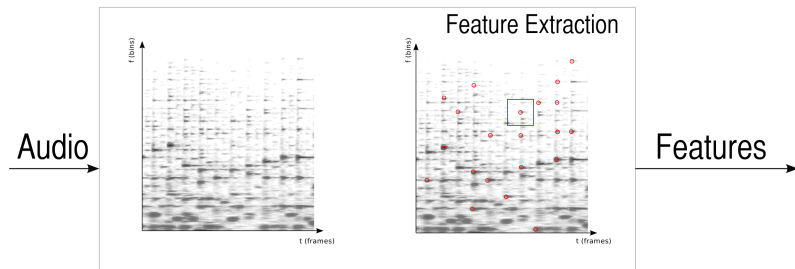 Feature Extraction
f (bins)
f (bins)
Audio
Features
t (frames)
t (frames)